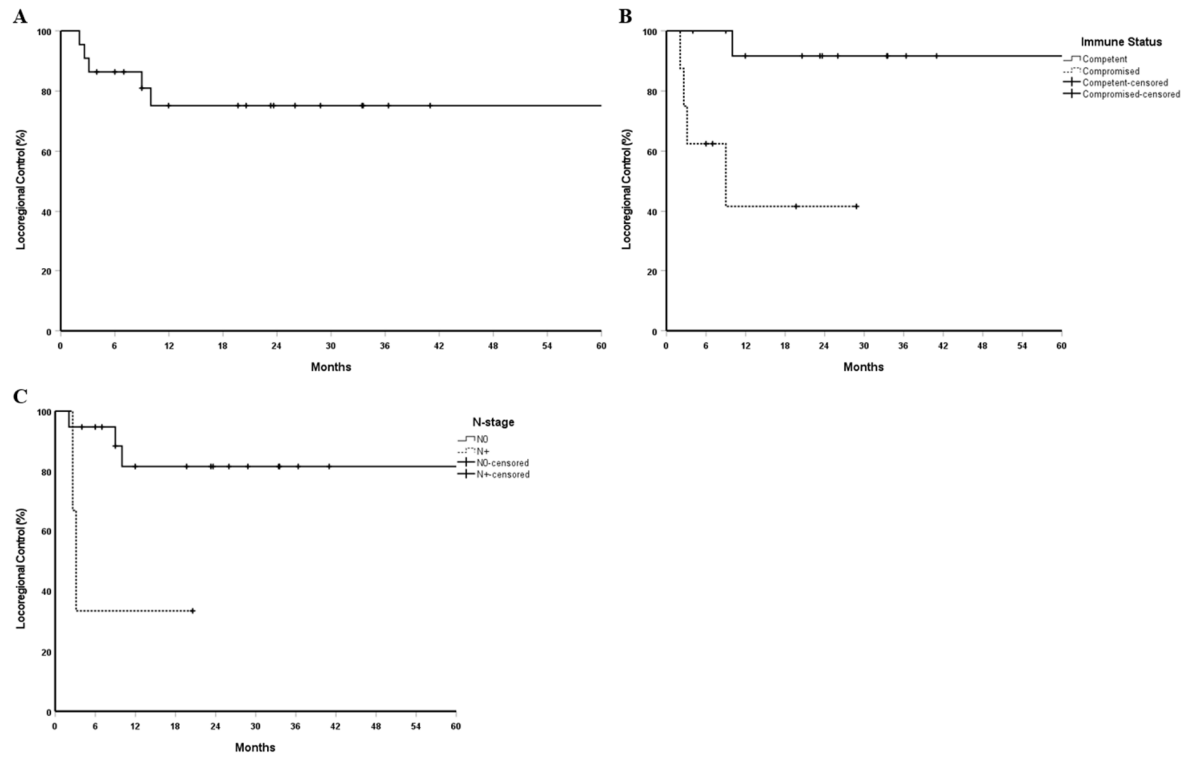 A
Locoregional Control (%)
100
80
60
40
20
0
0 6 12 18 24 30 36 42 48 54 60
Months
B
Locoregional Control (%)
100
80
60
40
20
0
0 6 12 18 24 30 36 42 48 54 60
Months
Immune Status
Competent
Compromised
Competent-censored
Compromised-censored
C
Locoregional Control (%)
100
80
60
40
20
0
0 6 12 18 24 30 36 42 48 54 60
Months
N-stage
N0
N+
N0-censored
N+-censored